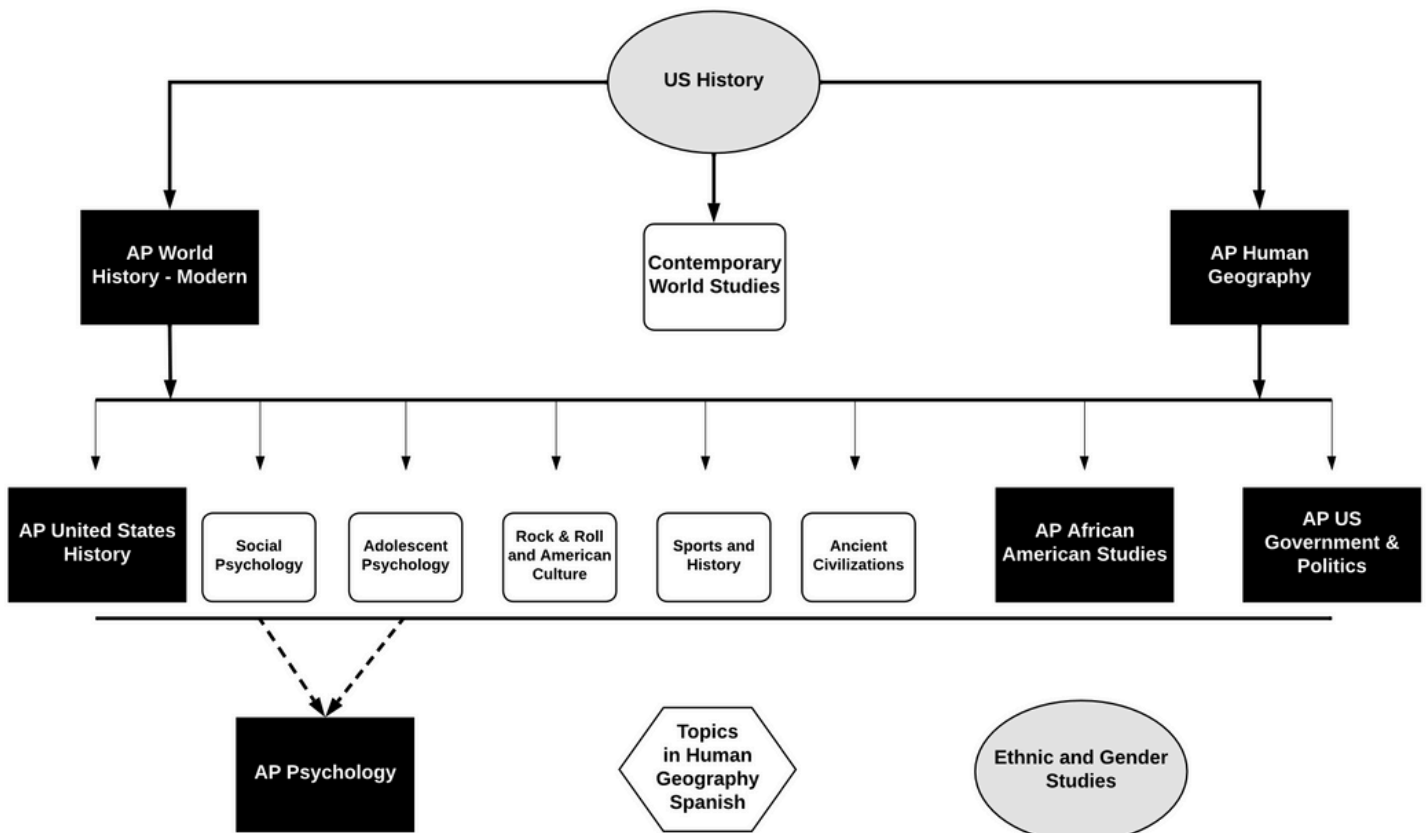 US History
AP World
History - Modern
Contemporary
World Studies
AP Human
Geography
AP United States
History
Social
Psychology
Adolescent
Psychology
Rock & Roll
and American
Culture
Sports and
History
Ancient
Civilizations
AP African
American Studies
AP US
Government &
Politics
AP Psychology
Topics
in Human
Geography
Spanish
Ethnic and Gender
Studies